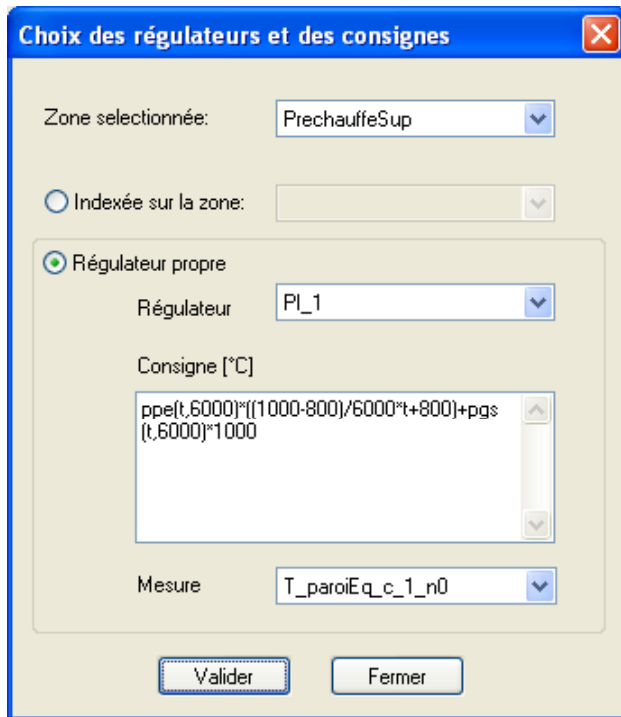 Choix des régulateurs et des consignes
Zone selectionnée: PrechauffeSup
Indexée sur la zone:
Régulateur propre
Régulateur PI_1
Consigne [°C]
ppe(t,6000)*((1000-800)/6000*t+800)+pgs
(t,6000)*1000
Mesure T_paroiEq_c_1_n0
Valider Fermer